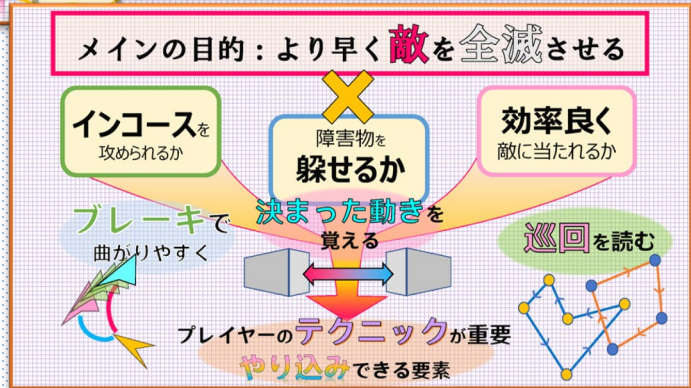 メインの目的：より早く敵を全滅させる
インコースを
攻められるか
障害物を
躱せるか
効率良く
敵に当たれるか
ブレーキで
曲がりやすく
決まった動きを
覚える
巡回を読む
プレイヤーのテクニックが重要
やり込みできる要素